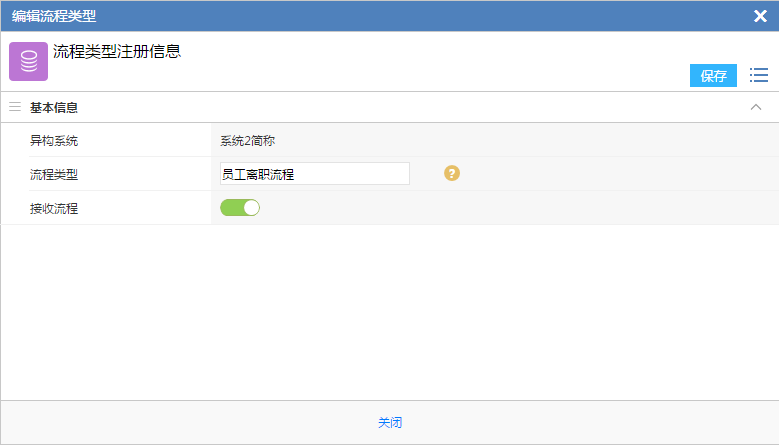 编辑流程类型
流程类型注册信息
保存
基本信息
异构系统 系统2简称
流程类型 员工离职流程 ?
接收流程
关闭